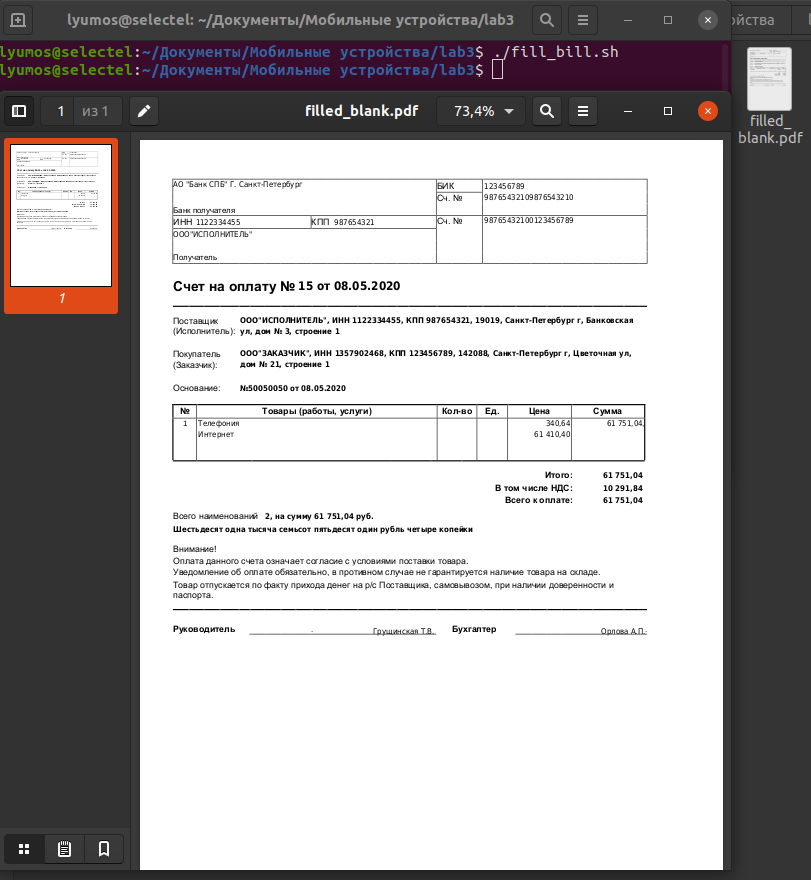 lyumos@selectel: ~/Документы/Мобильные устройства/lab3
ройства
lyumos@selectel:~/Документы/Мобильные устройства/lab3$ ./fill_bill.sh
lyumos@selectel:~/Документы/Мобильные устройства/lab3$
filled_
blank.pdf
1 из 1
filled_blank.pdf
73,4%
1
АО "Банк СПБ" Г. Санкт-Петербург
БИК 123456789
Сч. № 98765432109876543210
Банк получателя
ИНН 1122334455 КПП 987654321 Сч. № 98765432100123456789
ООО"ИСПОЛНИТЕЛЬ"
Получатель
Счет на оплату № 15 от 08.05.2020
Поставщик ООО"ИСПОЛНИТЕЛЬ", ИНН 1122334455, КПП 987654321, 19019, Санкт-Петербург г, Банковская
(Исполнитель): ул, дом № 3, строение 1
Покупатель ООО"ЗАКАЗЧИК", ИНН 1357902468, КПП 123456789, 142088, Санкт-Петербург г, Цветочная ул,
(Заказчик): дом № 21, строение 1
Основание: №50050050 от 08.05.2020
№ Товары (работы, услуги) Кол-во Ед. Цена Сумма
1 Телефония 340,64 61 751,04
Интернет 61 410,40
Итого: 61 751,04
В том числе НДС: 10 291,84
Всего к оплате: 61 751,04
Всего наименований 2, на сумму 61 751,04 руб.
Шестьдесят одна тысяча семьсот пятьдесят один рубль четыре копейки
Внимание!
Оплата данного счета означает согласие с условиями поставки товара.
Уведомление об оплате обязательно, в противном случае не гарантируется наличие товара на складе.
Товар отпускается по факту прихода денег на р/с Поставщика, самовывозом, при наличии доверенности и
паспорта.
Руководитель Грущинская Т.В. Бухгалтер Орлова А.П.